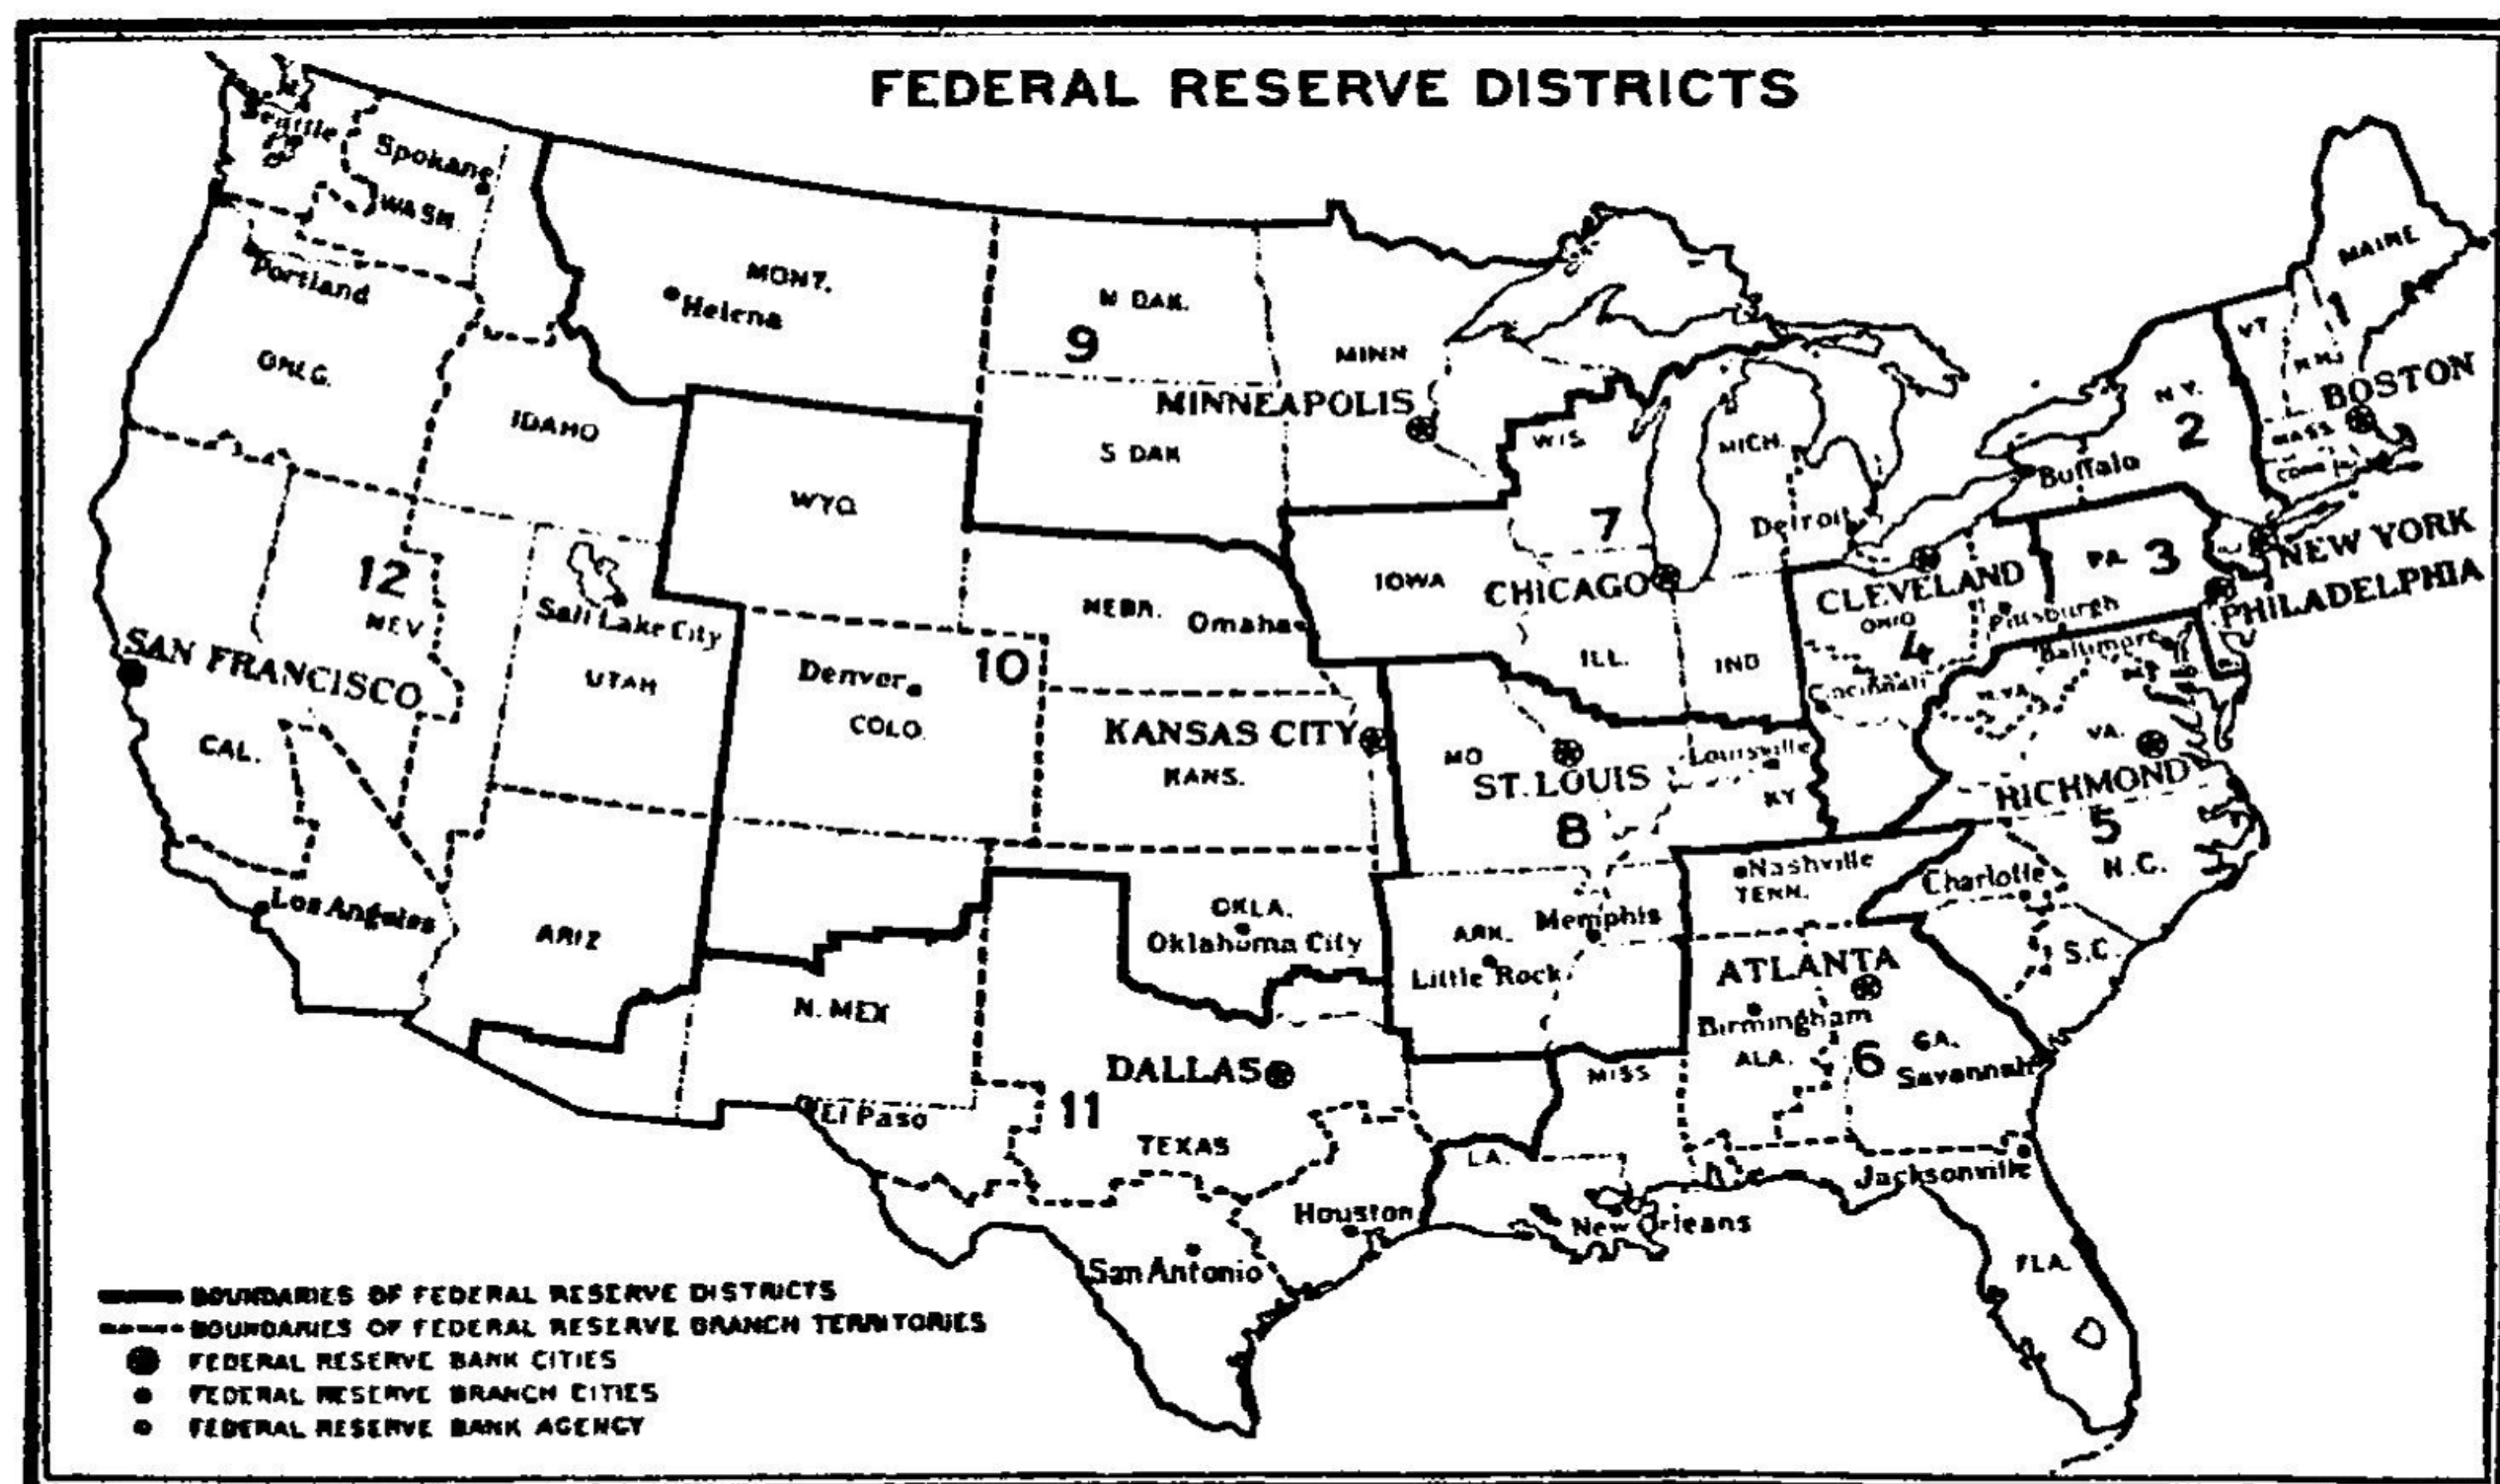 FEDERAL RESERVE DISTRICTS
Seattle
Spokane
WASH.
Portland
OREG.
MONT.
Helena
N DAK.
9
MINN
MINNEAPOLIS
S DAK
IDAHO
WYO.
WIS.
MICH.
7
Detroit
MAINE
1
VT
N.H.
BOSTON
MASS
CONN
N.Y.
2
Buffalo
NEW YORK
PA.
3
PHILADELPHIA
CLEVELAND
OHIO
4
Pittsburgh
Cincinnati
Baltimore
W.VA.
VA.
RICHMOND
5
N.C.
Charlotte
S.C.
12
NEV
SAN FRANCISCO
CAL.
Los Angeles
Salt Lake City
UTAH
ARIZ
Denver
COLO.
10
NEBR.
Omaha
IOWA
CHICAGO
ILL.
IND
KANSAS CITY
KANS.
MO
ST. LOUIS
8
Louisville
KY
Nashville
TENN.
OKLA.
Oklahoma City
ARK.
Memphis
Little Rock
ATLANTA
Birmingham
ALA.
6
GA.
Savannah
MISS
N. MEX
El Paso
11
DALLAS
TEXAS
Houston
San Antonio
LA.
New Orleans
Jacksonville
FLA.
BOUNDARIES OF FEDERAL RESERVE DISTRICTS
BOUNDARIES OF FEDERAL RESERVE BRANCH TERRITORIES
FEDERAL RESERVE BANK CITIES
FEDERAL RESERVE BRANCH CITIES
FEDERAL RESERVE BANK AGENCY